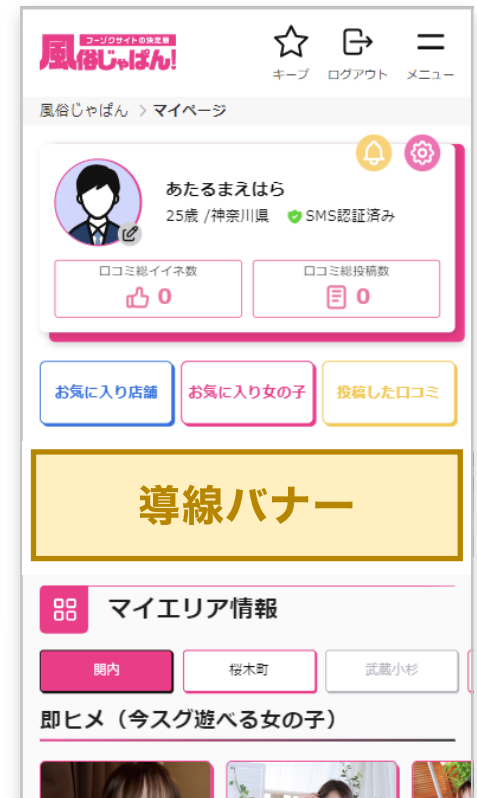 フーゾクサイトの決定版
風俗じゃぱん!
キープ
ログアウト
メニュー
風俗じゃぱん > マイページ
あたるまえはら
25歳 /神奈川県 SMS認証済み
口コミ総イイネ数
0
口コミ総投稿数
0
お気に入り店舗
お気に入り女の子
投稿した口コミ
導線バナー
マイエリア情報
関内
桜木町
武蔵小杉
即ヒメ（今スグ遊べる女の子）